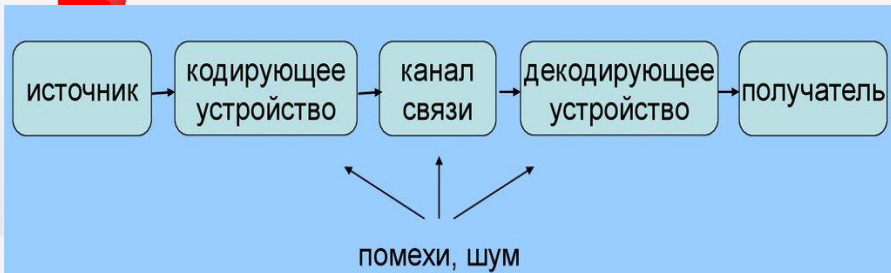 источник
кодирующее
устройство
канал
связи
декодирующее
устройство
получатель
помехи, шум